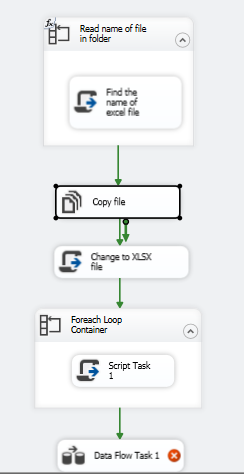 fx
Read name of file
in folder
Find the
name of
excel file
Copy file
Change to XLSX
file
Foreach Loop
Container
Script Task
1
Data Flow Task 1